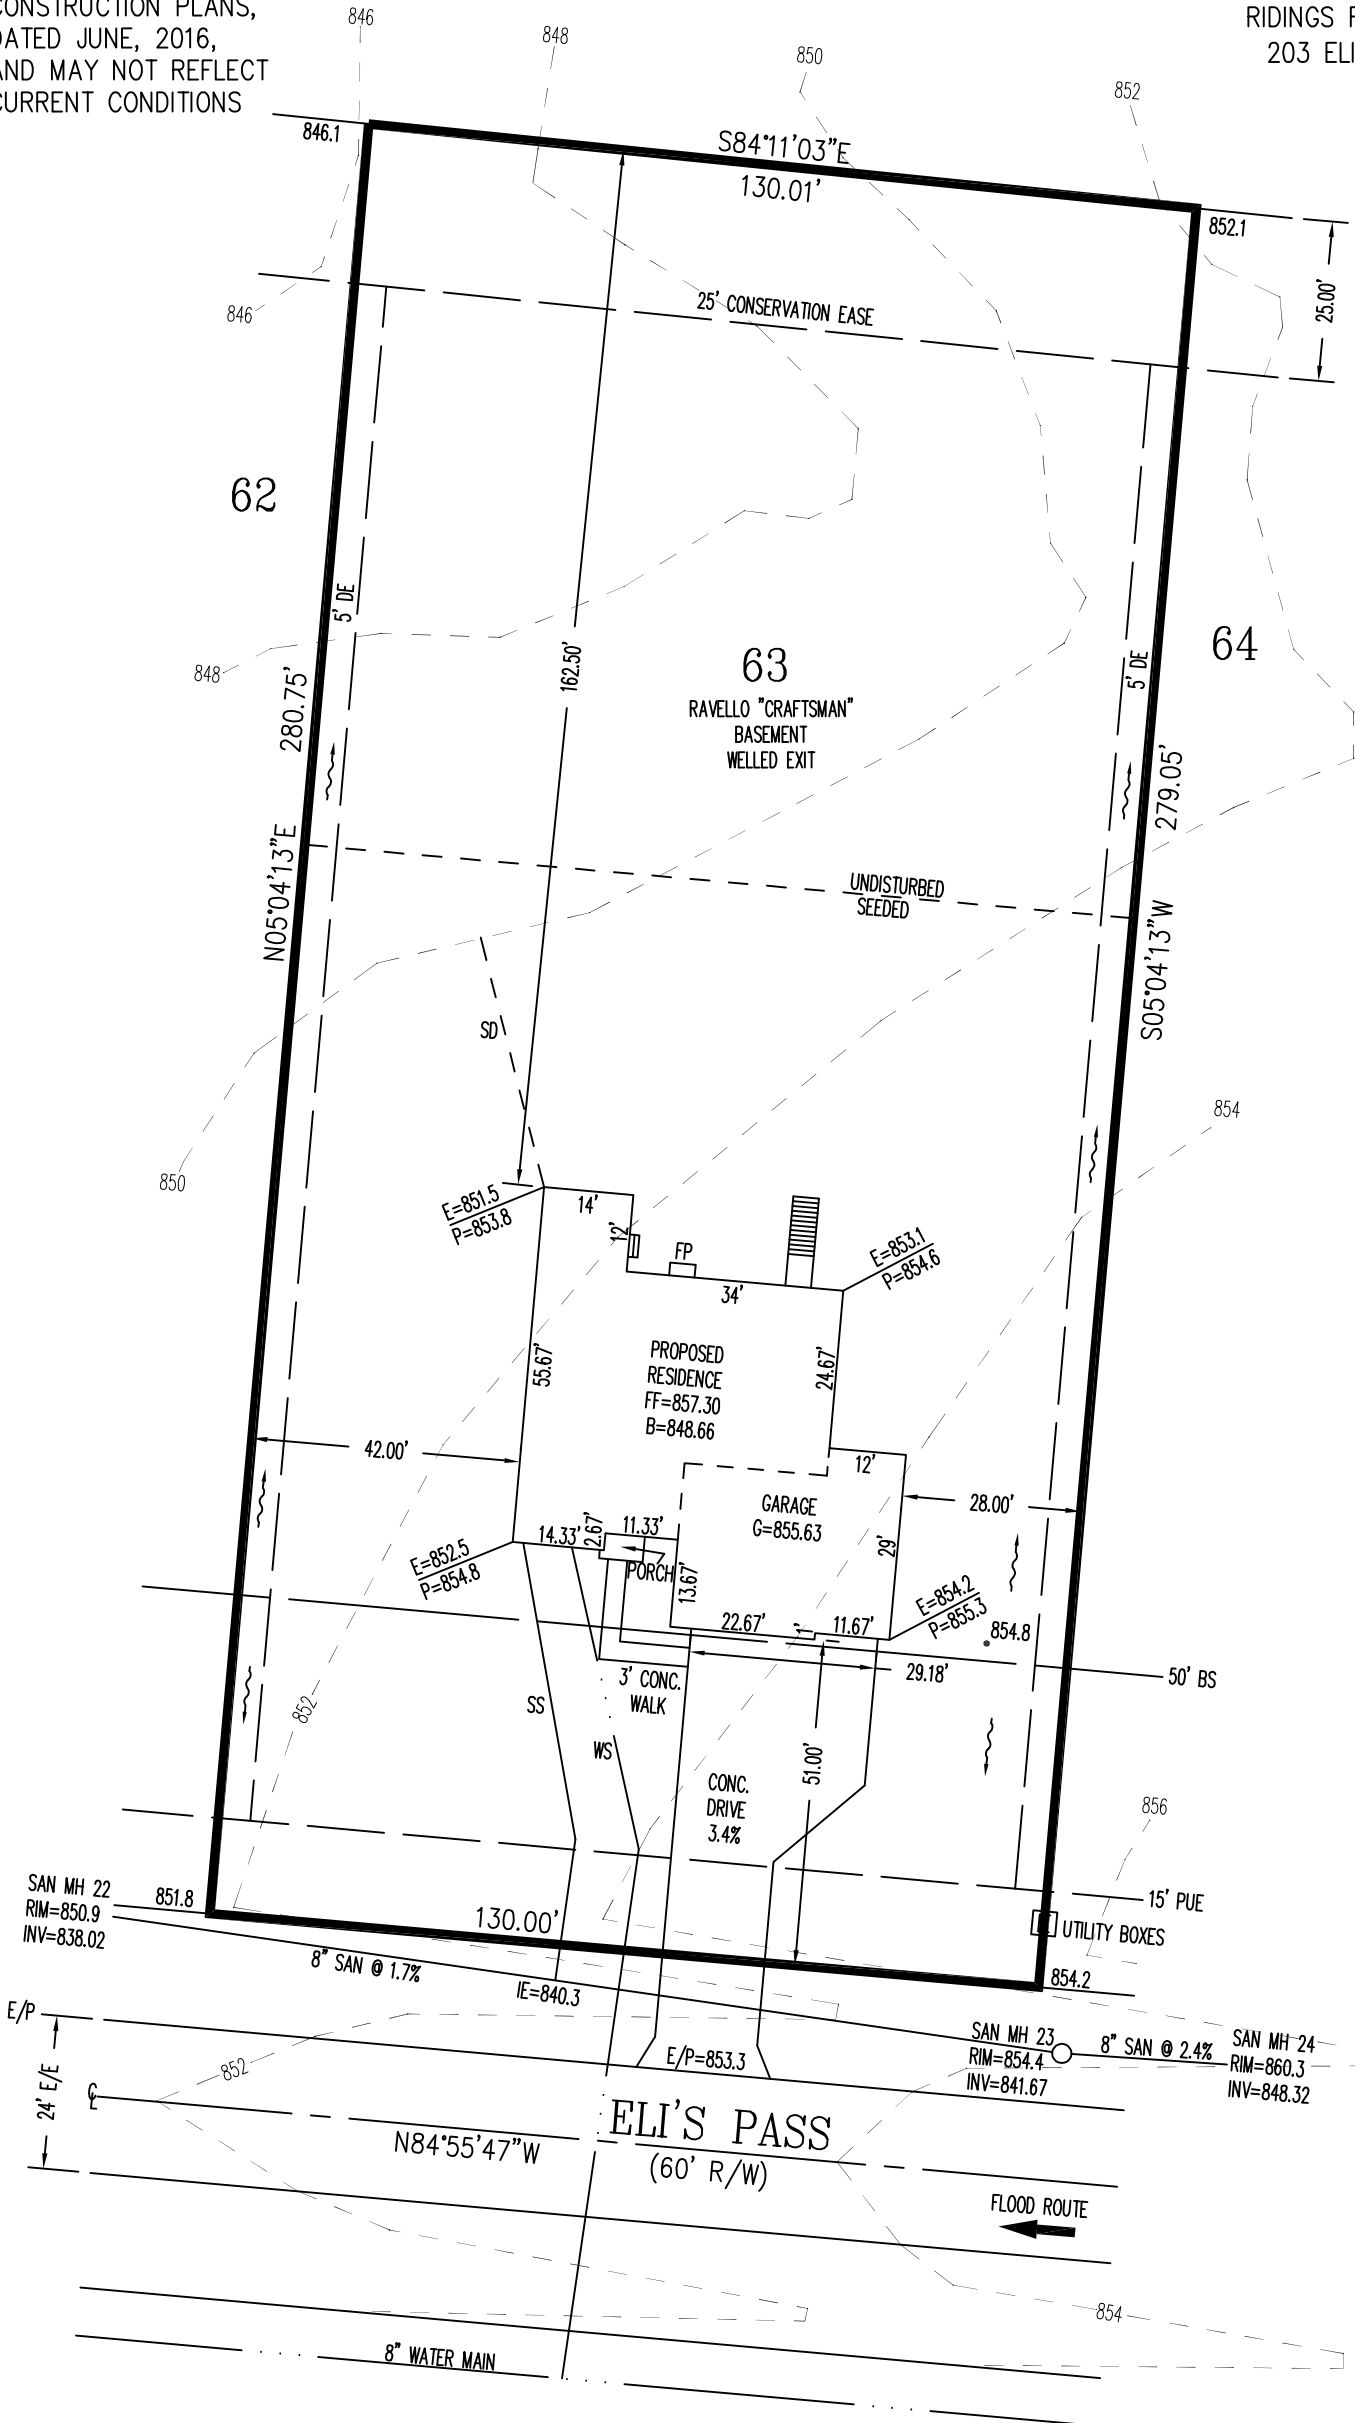 CONSTRUCTION PLANS,
DATED JUNE, 2016,
AND MAY NOT REFLECT
CURRENT CONDITIONS
RIDINGS
203 ELI
846
848
850
852
846.1
S84°11'03"E
130.01'
852.1
25.00'
25' CONSERVATION EASE
846
62
5' DE
848
280.75'
162.50'
63
RAVELLO "CRAFTSMAN"
BASEMENT
WELLED EXIT
64
5' DE
279.05'
N05°04'13"E
UNDISTURBED
SEEDED
S05°04'13"W
SD
850
854
E=851.5
P=853.8
14'
12'
FP
34'
E=853.1
P=854.6
55.67'
PROPOSED
RESIDENCE
FF=857.30
B=848.66
24.67'
42.00'
12'
GARAGE
G=855.63
28.00'
29'
14.33'
2.67'
11.33'
PORCH
13.67'
E=852.5
P=854.8
22.67'
1'
11.67'
E=854.2
P=855.3
854.8
29.18'
50' BS
3' CONC.
WALK
SS
WS
852
51.00'
CONC.
DRIVE
3.4%
856
SAN MH 22
RIM=850.9
INV=838.02
851.8
130.00'
15' PUE
UTILITY BOXES
854.2
8" SAN @ 1.7%
IE=840.3
E/P
24' E/E
852
E/P=853.3
SAN MH 23
RIM=854.4
INV=841.67
8" SAN @ 2.4%
SAN MH 24
RIM=860.3
INV=848.32
CL
N84°55'47"W
ELI'S PASS
(60' R/W)
FLOOD ROUTE
854
8" WATER MAIN